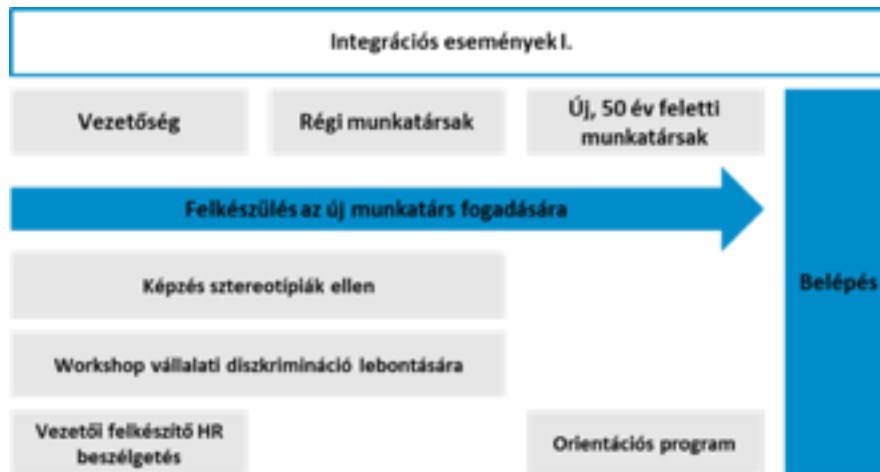 Integrációs események I.
Vezetőség
Régi munkatársak
Új, 50 év feletti
munkatársak
Felkészülés az új munkatárs fogadására
Belépés
Képzés sztereotípiák ellen
Workshop vállalati diszkrimináció lebontására
Vezetői felkészítő HR
beszélgetés
Orientációs program